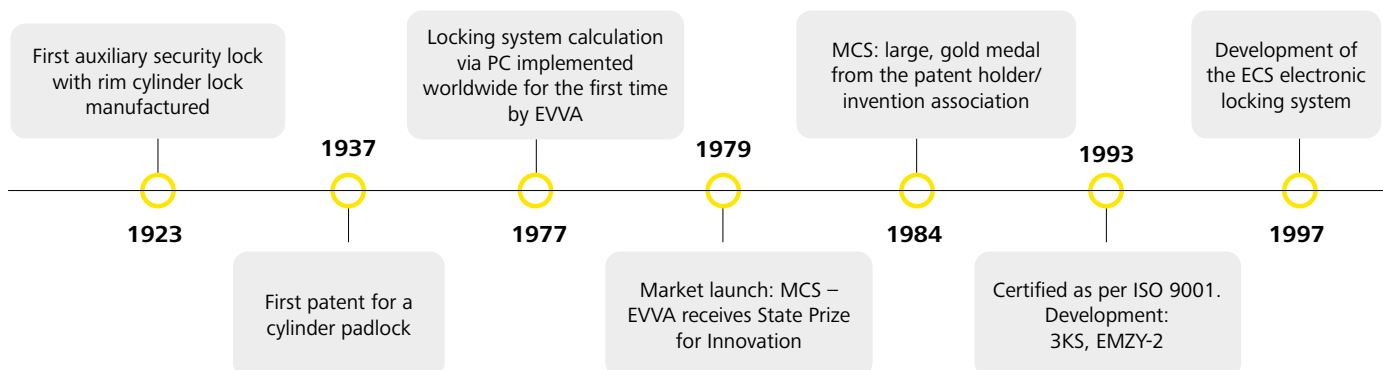 First auxiliary security lock
with rim cylinder lock
manufactured
1923
1937
First patent for a
cylinder padlock
Locking system calculation
via PC implemented
worldwide for the first time
by EVVA
1977
1979
Market launch: MCS –
EVVA receives State Prize
for Innovation
MCS: large, gold medal
from the patent holder/
invention association
1984
1993
Certified as per ISO 9001.
Development:
3KS, EMZY-2
Development of
the ECS electronic
locking system
1997